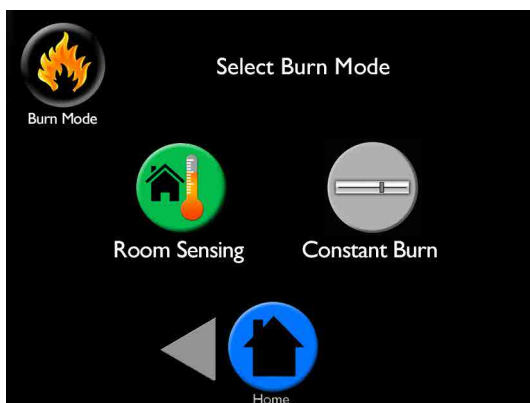 Select Burn Mode
Burn Mode
Room Sensing
Constant Burn
Home